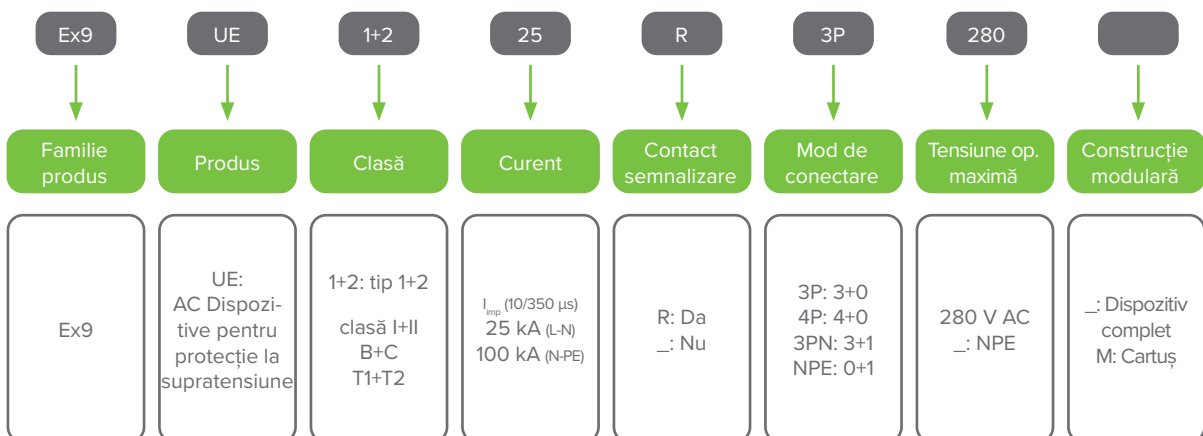 Ex9
UE
1+2
25
R
3P
280
Familie
produs
Produs
Clasă
Curent
Contact
semnalizare
Mod de
conectare
Tensiune op.
maximă
Construcție
modulară
Ex9
UE:
AC Dispozi-
tive pentru
protecție la
supratensiune
1+2: tip 1+2
clasă I+II
B+C
T1+T2
Iimp (10/350 µs)
25 kA (L-N)
100 kA (N-PE)
R: Da
_: Nu
3P: 3+0
4P: 4+0
3PN: 3+1
NPE: 0+1
280 V AC
_: NPE
_: Dispozitiv
complet
M: Cartuș